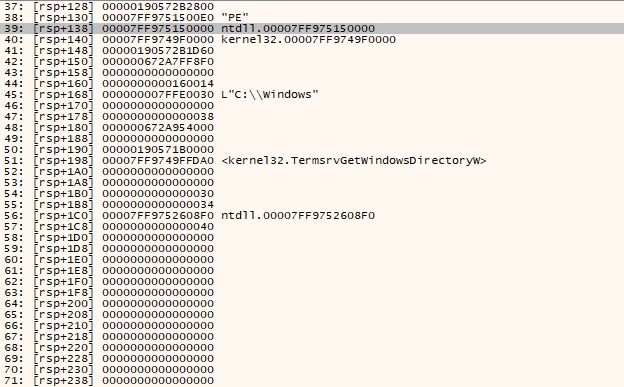 37: [rsp+128] 00000190572B2800
38: [rsp+130] 00007FF9751500E0 "PE"
39: [rsp+138] 00007FF975150000 ntdll.00007FF975150000
40: [rsp+140] 00007FF9749F0000 kernel32.00007FF9749F0000
41: [rsp+148] 00000190572B1D60
42: [rsp+150] 000000672A7FF8F0
43: [rsp+158] 0000000000000000
44: [rsp+160] 0000000000160014
45: [rsp+168] 000000007FFE0030 L"C:\\Windows"
46: [rsp+170] 0000000000000000
47: [rsp+178] 0000000000000038
48: [rsp+180] 000000672A954000
49: [rsp+188] 0000000000000000
50: [rsp+190] 00000190571B0000
51: [rsp+198] 00007FF9749FFDA0 <kernel32.TermsrvGetWindowsDirectoryW>
52: [rsp+1A0] 0000000000000000
53: [rsp+1A8] 0000000000000000
54: [rsp+1B0] 0000000000000030
55: [rsp+1B8] 0000000000000034
56: [rsp+1C0] 00007FF9752608F0 ntdll.00007FF9752608F0
57: [rsp+1C8] 0000000000000040
58: [rsp+1D0] 0000000000000000
59: [rsp+1D8] 0000000000000000
60: [rsp+1E0] 0000000000000000
61: [rsp+1E8] 0000000000000000
62: [rsp+1F0] 0000000000000000
63: [rsp+1F8] 0000000000000000
64: [rsp+200] 0000000000000000
65: [rsp+208] 0000000000000000
66: [rsp+210] 0000000000000000
67: [rsp+218] 0000000000000000
68: [rsp+220] 0000000000000000
69: [rsp+228] 0000000000000000
70: [rsp+230] 0000000000000000
71: [rsp+238] 0000000000000000